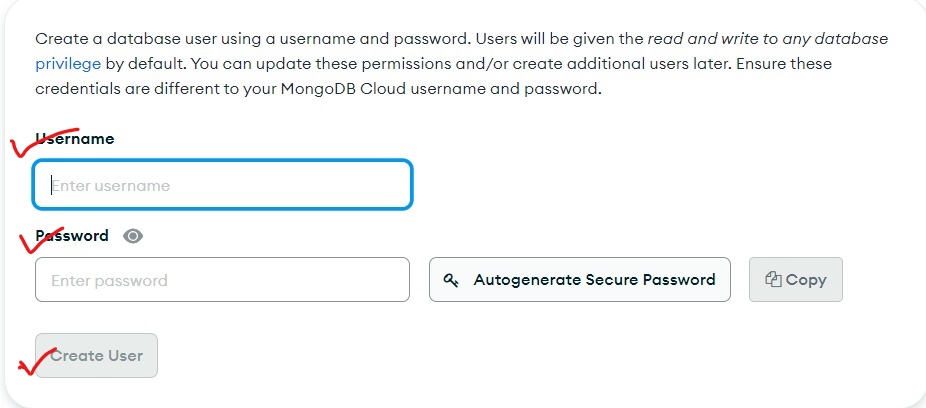 Create a database user using a username and password. Users will be given the read and write to any database
privilege by default. You can update these permissions and/or create additional users later. Ensure these
credentials are different to your MongoDB Cloud username and password.
Username
Enter username
Password
Enter password
Autogenerate Secure Password
Copy
Create User